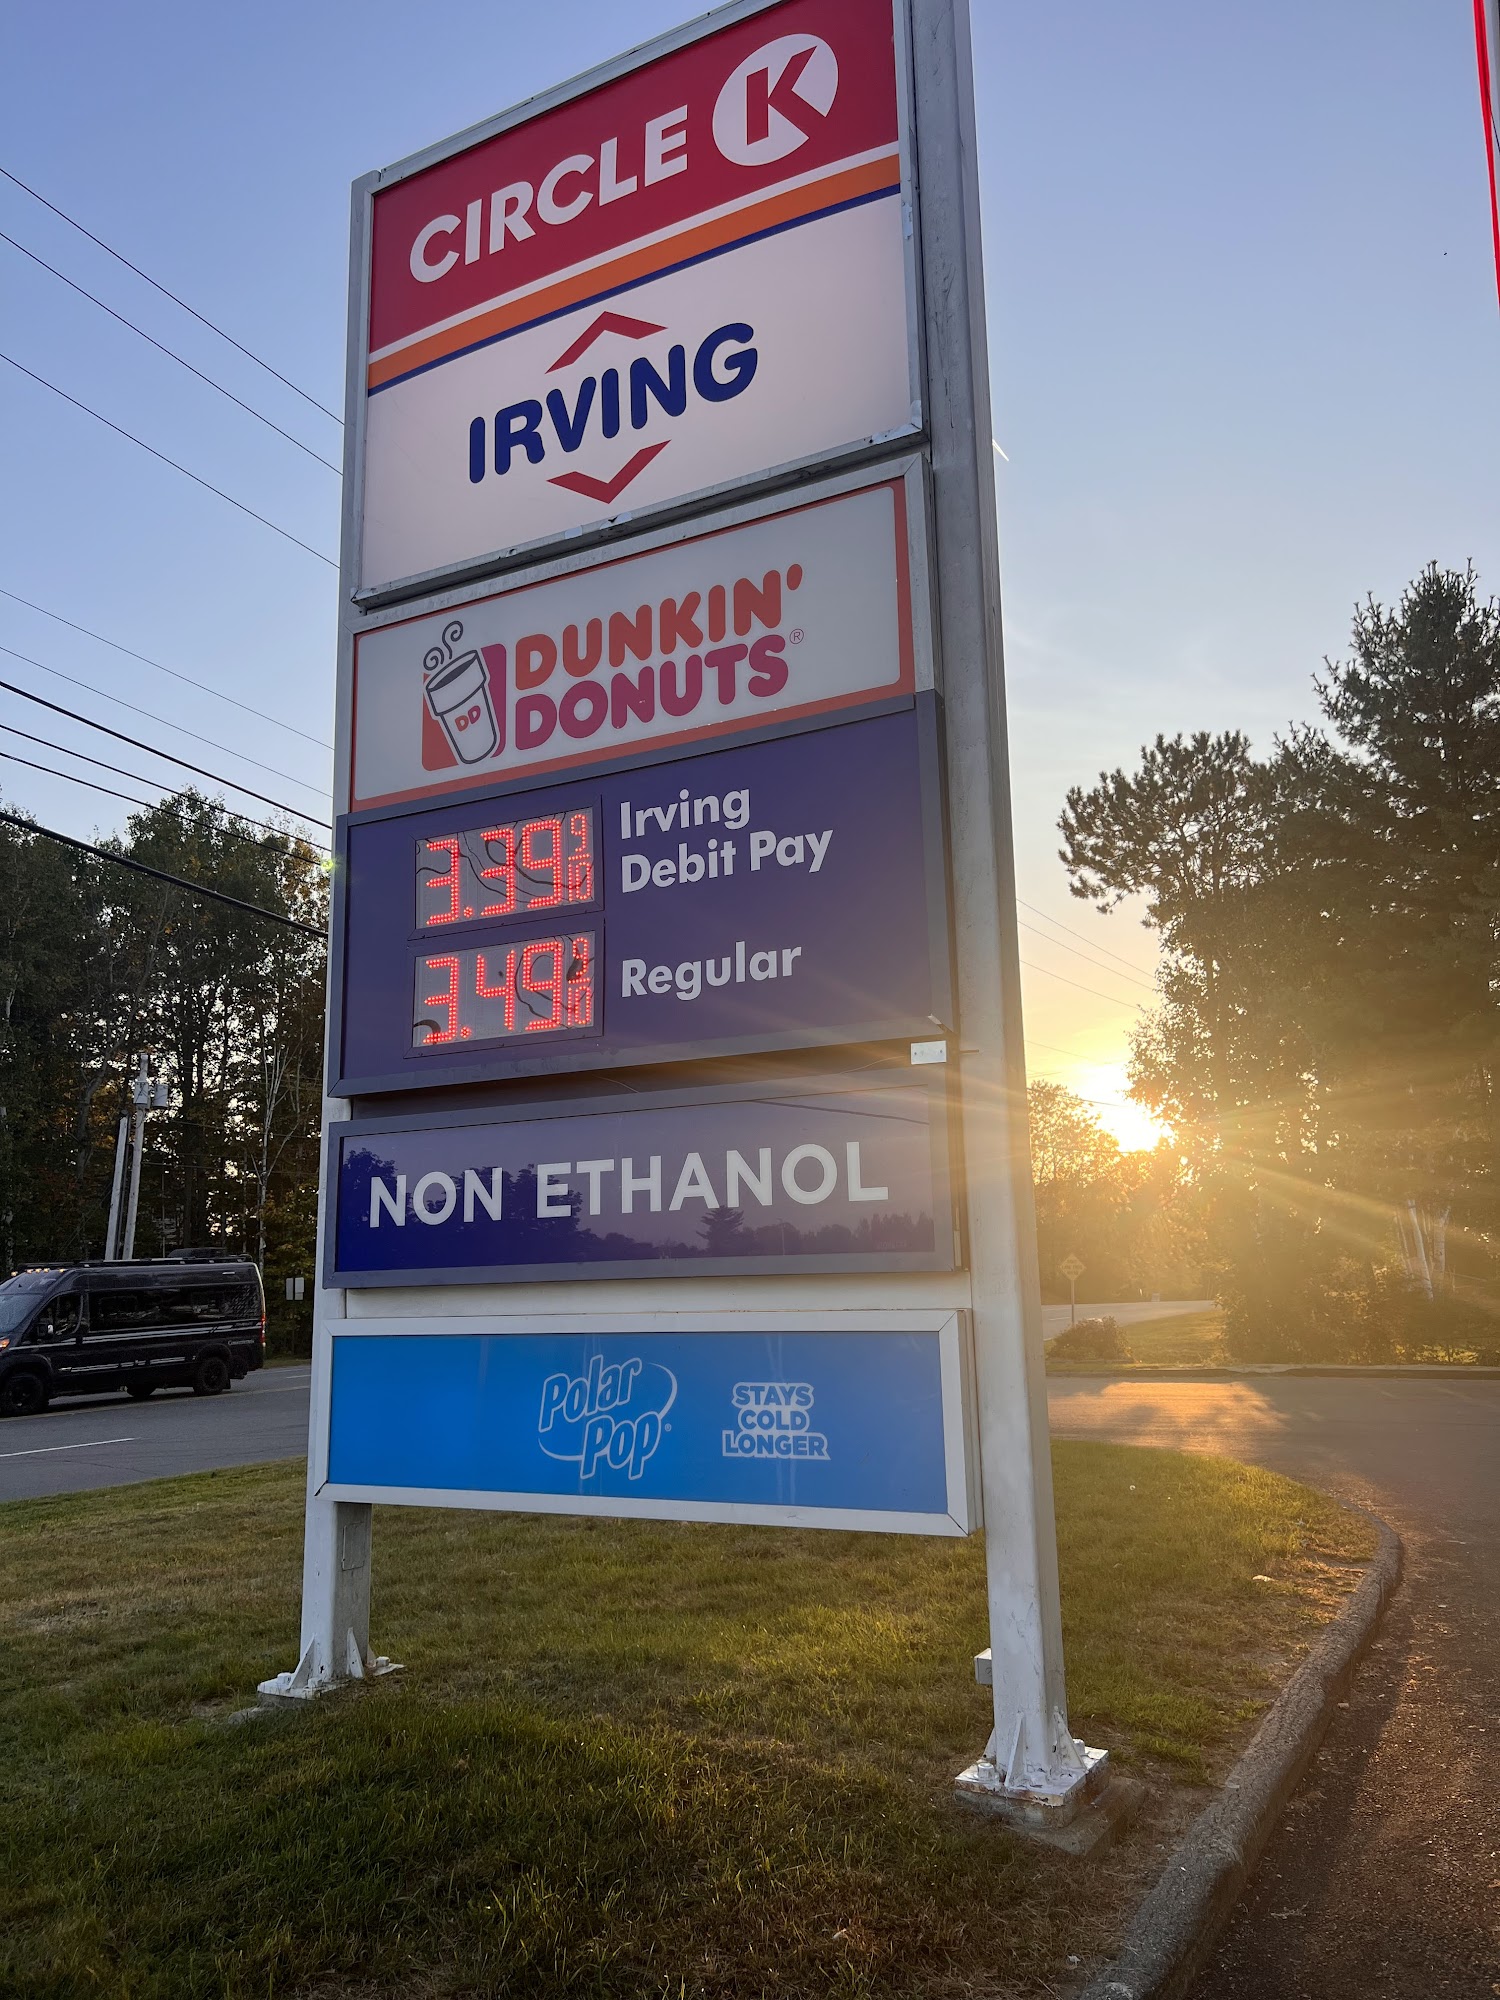 CIRCLE K
IRVING
DUNKIN'
DONUTS®
DD
3.39 9/10
Irving
Debit Pay
3.49 9/10
Regular
NON ETHANOL
Polar
Pop
STAYS
COLD
LONGER